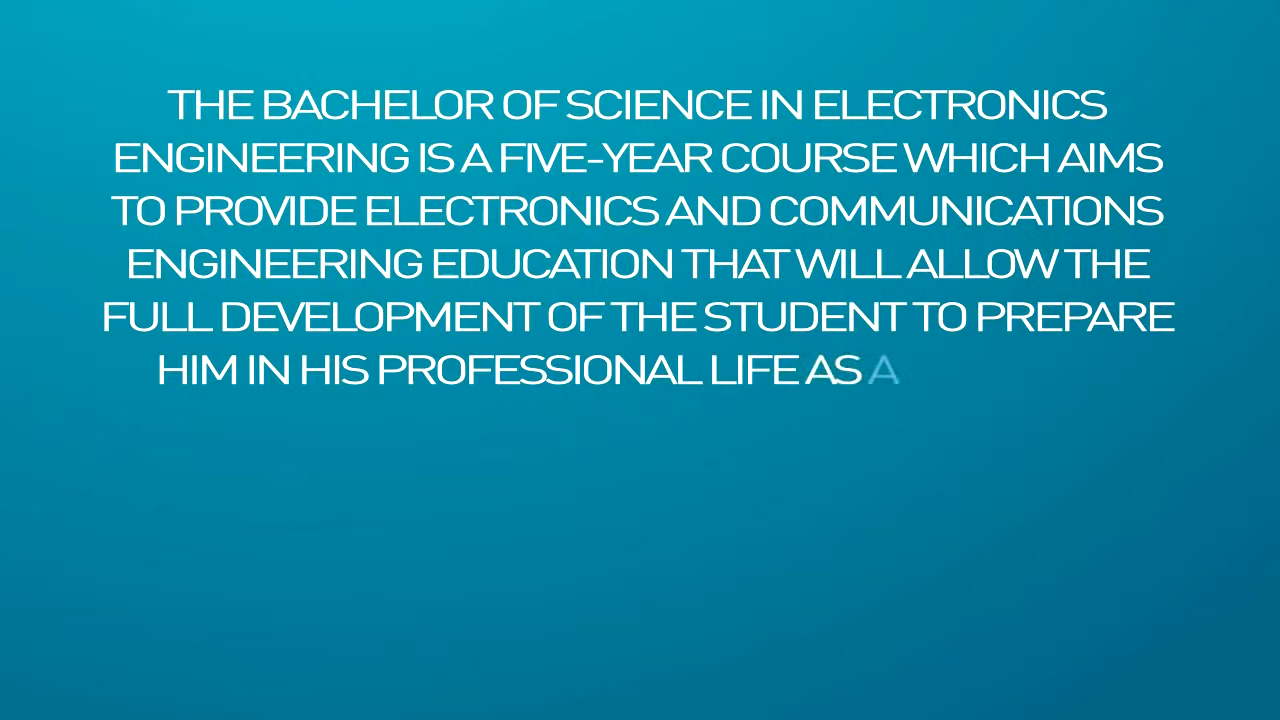 THE BACHELOR OF SCIENCE IN ELECTRONICS
ENGINEERING IS A FIVE-YEAR COURSE WHICH AIMS
TO PROVIDE ELECTRONICS AND COMMUNICATIONS
ENGINEERING EDUCATION THAT WILL ALLOW THE
FULL DEVELOPMENT OF THE STUDENT TO PREPARE
HIM IN HIS PROFESSIONAL LIFE AS A